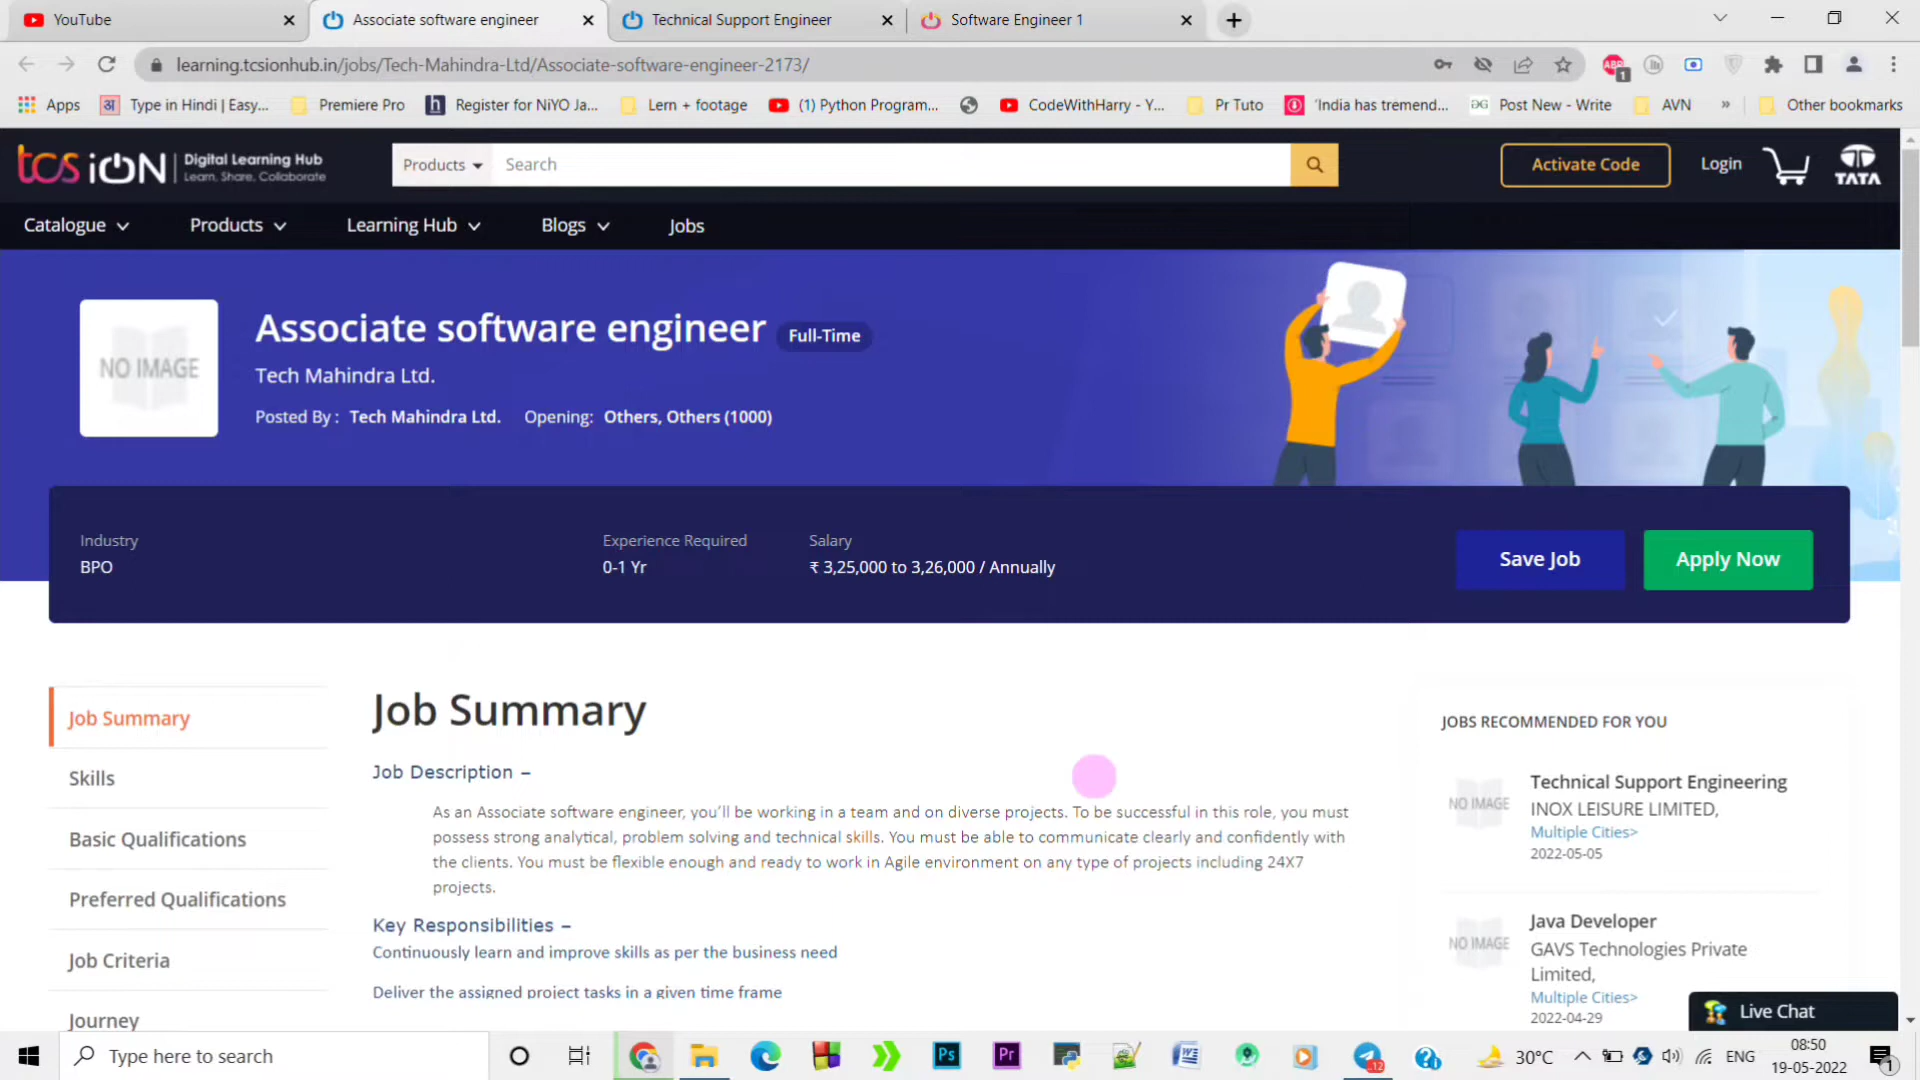 YouTube
Associate software engineer
Technical Support Engineer
Software Engineer 1
learning.tcsionhub.in/jobs/Tech-Mahindra-Ltd/Associate-software-engineer-2173/
ABP
1
Apps
अ
Type in Hindi | Easy...
Premiere Pro
h
Register for NiYO Ja...
Lern + footage
(1) Python Program...
CodeWithHarry - Y...
Pr Tuto
'India has tremend...
Post New - Write
AVN
»
Other bookmarks
tcs iON
Digital Learning Hub
Learn. Share. Collaborate
Products
Search
Activate Code
Login
TATA
Catalogue
Products
Learning Hub
Blogs
Jobs
NO IMAGE
Associate software engineer
Full-Time
Tech Mahindra Ltd.
Posted By : Tech Mahindra Ltd. Opening: Others, Others (1000)
Industry
BPO
Experience Required
0-1 Yr
Salary
₹ 3,25,000 to 3,26,000 / Annually
Save Job
Apply Now
Job Summary
Skills
Basic Qualifications
Preferred Qualifications
Job Criteria
Journey
Job Summary
Job Description –
As an Associate software engineer, you'll be working in a team and on diverse projects. To be successful in this role, you must
possess strong analytical, problem solving and technical skills. You must be able to communicate clearly and confidently with
the clients. You must be flexible enough and ready to work in Agile environment on any type of projects including 24X7
projects.
Key Responsibilities –
Continuously learn and improve skills as per the business need
Deliver the assigned project tasks in a given time frame
JOBS RECOMMENDED FOR YOU
NO IMAGE
Technical Support Engineering
INOX LEISURE LIMITED,
Multiple Cities>
2022-05-05
NO IMAGE
Java Developer
GAVS Technologies Private
Limited,
Multiple Cities>
2022-04-29
Live Chat
Type here to search
Ps
Pr
12
30°C
ENG
08:50
19-05-2022
1